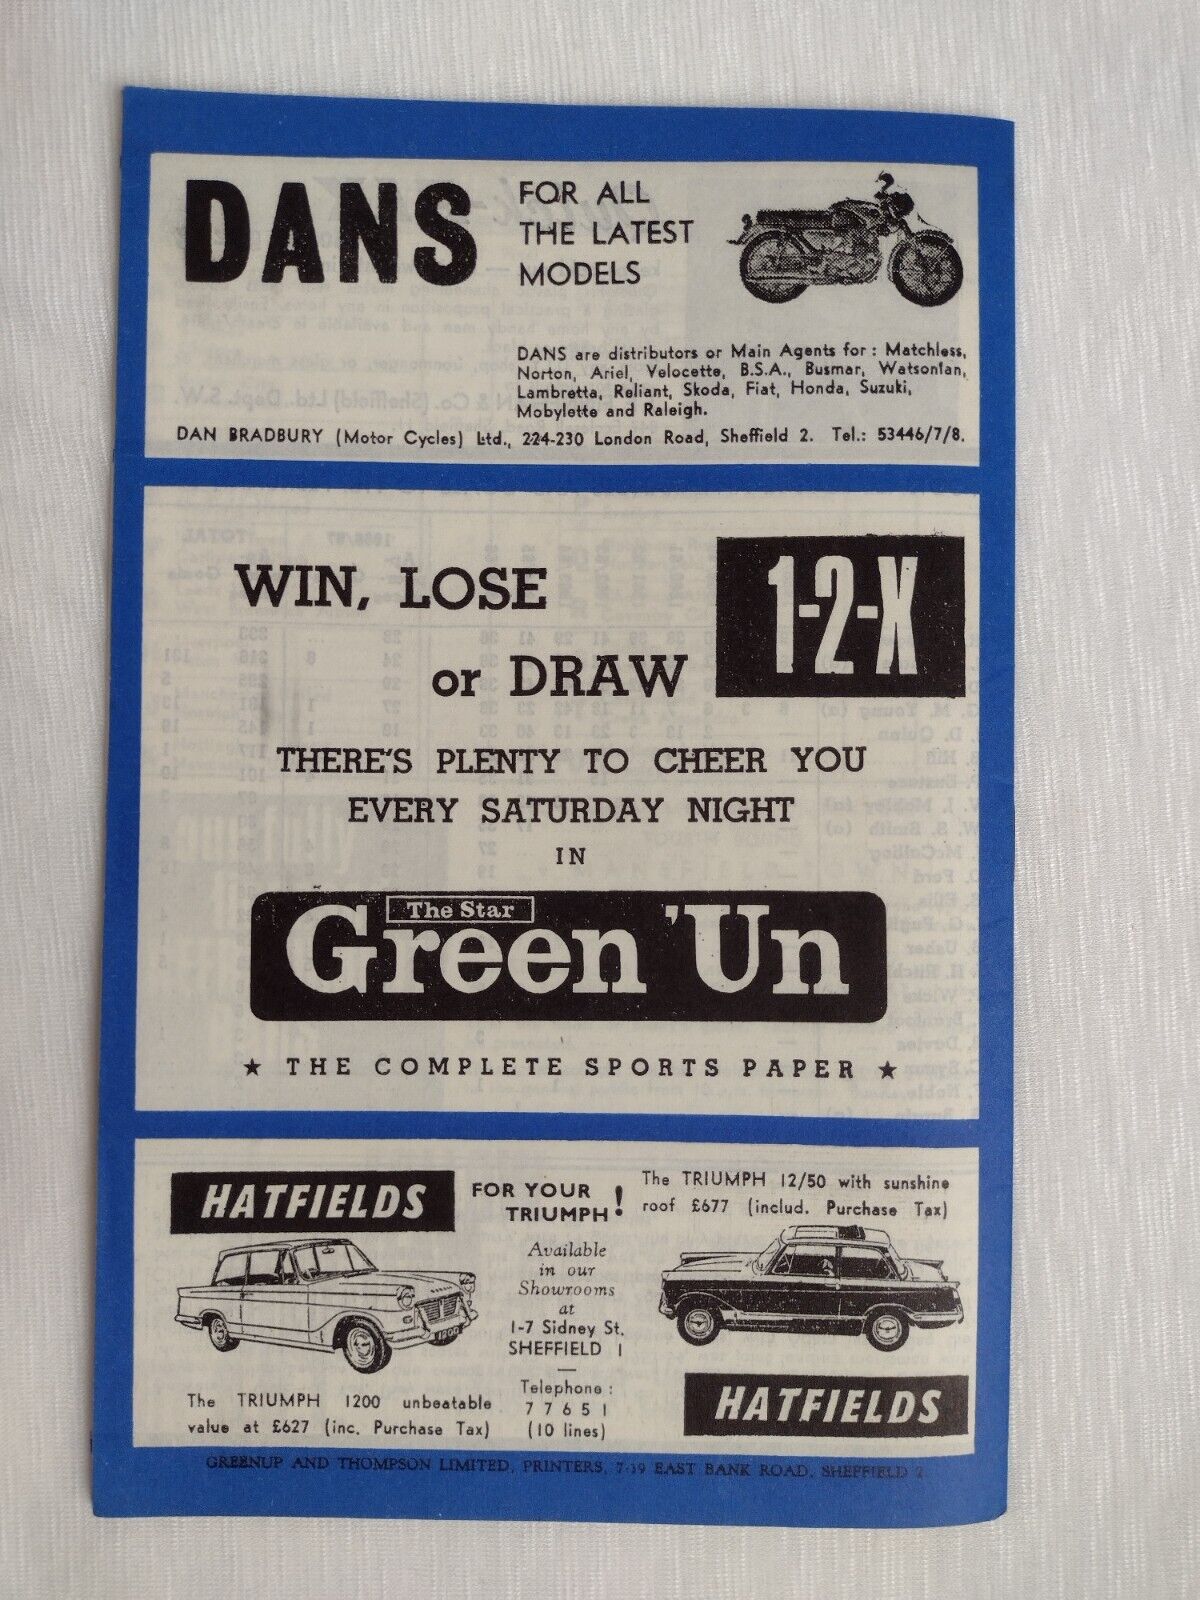 DANS
FOR ALL
THE LATEST
MODELS
DANS are distributors or Main Agents for : Matchless,
Norton, Ariel, Velocette, B.S.A., Busmar, Watsonian,
Lambretta, Reliant, Skoda, Fiat, Honda, Suzuki,
Mobylette and Raleigh.
DAN BRADBURY (Motor Cycles) Ltd., 224-230 London Road, Sheffield 2. Tel.: 53446/7/8.
WIN, LOSE
or DRAW
1-2-X
THERE'S PLENTY TO CHEER YOU
EVERY SATURDAY NIGHT
IN
The Star
Green 'Un
★ THE COMPLETE SPORTS PAPER ★
HATFIELDS
FOR YOUR
TRIUMPH!
The TRIUMPH 12/50 with sunshine
roof £677 (includ. Purchase Tax)
Available
in our
Showrooms
at
1-7 Sidney St.
SHEFFIELD 1
1200
The TRIUMPH 1200 unbeatable
value at £627 (inc. Purchase Tax)
Telephone :
77651
(10 lines)
HATFIELDS
GREENUP AND THOMPSON LIMITED, PRINTERS, 7-19 EAST BANK ROAD, SHEFFIELD 2